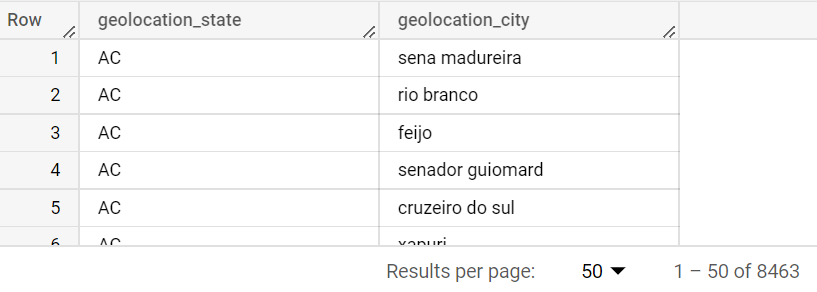 Row geolocation_state geolocation_city
1 AC sena madureira
2 AC rio branco
3 AC feijo
4 AC senador guiomard
5 AC cruzeiro do sul
6 AC xapuri
Results per page: 50 1 – 50 of 8463